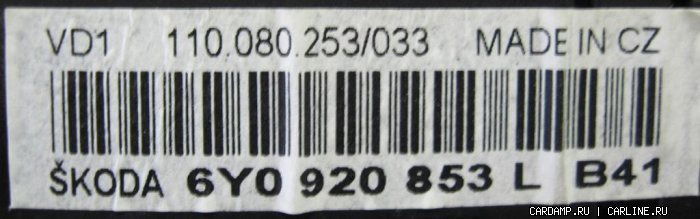 VD1 110.080.253/033 MADE IN CZ
ŠKODA 6Y0 920 853 L B41
CARDAMP.RU | CARLINE.RU